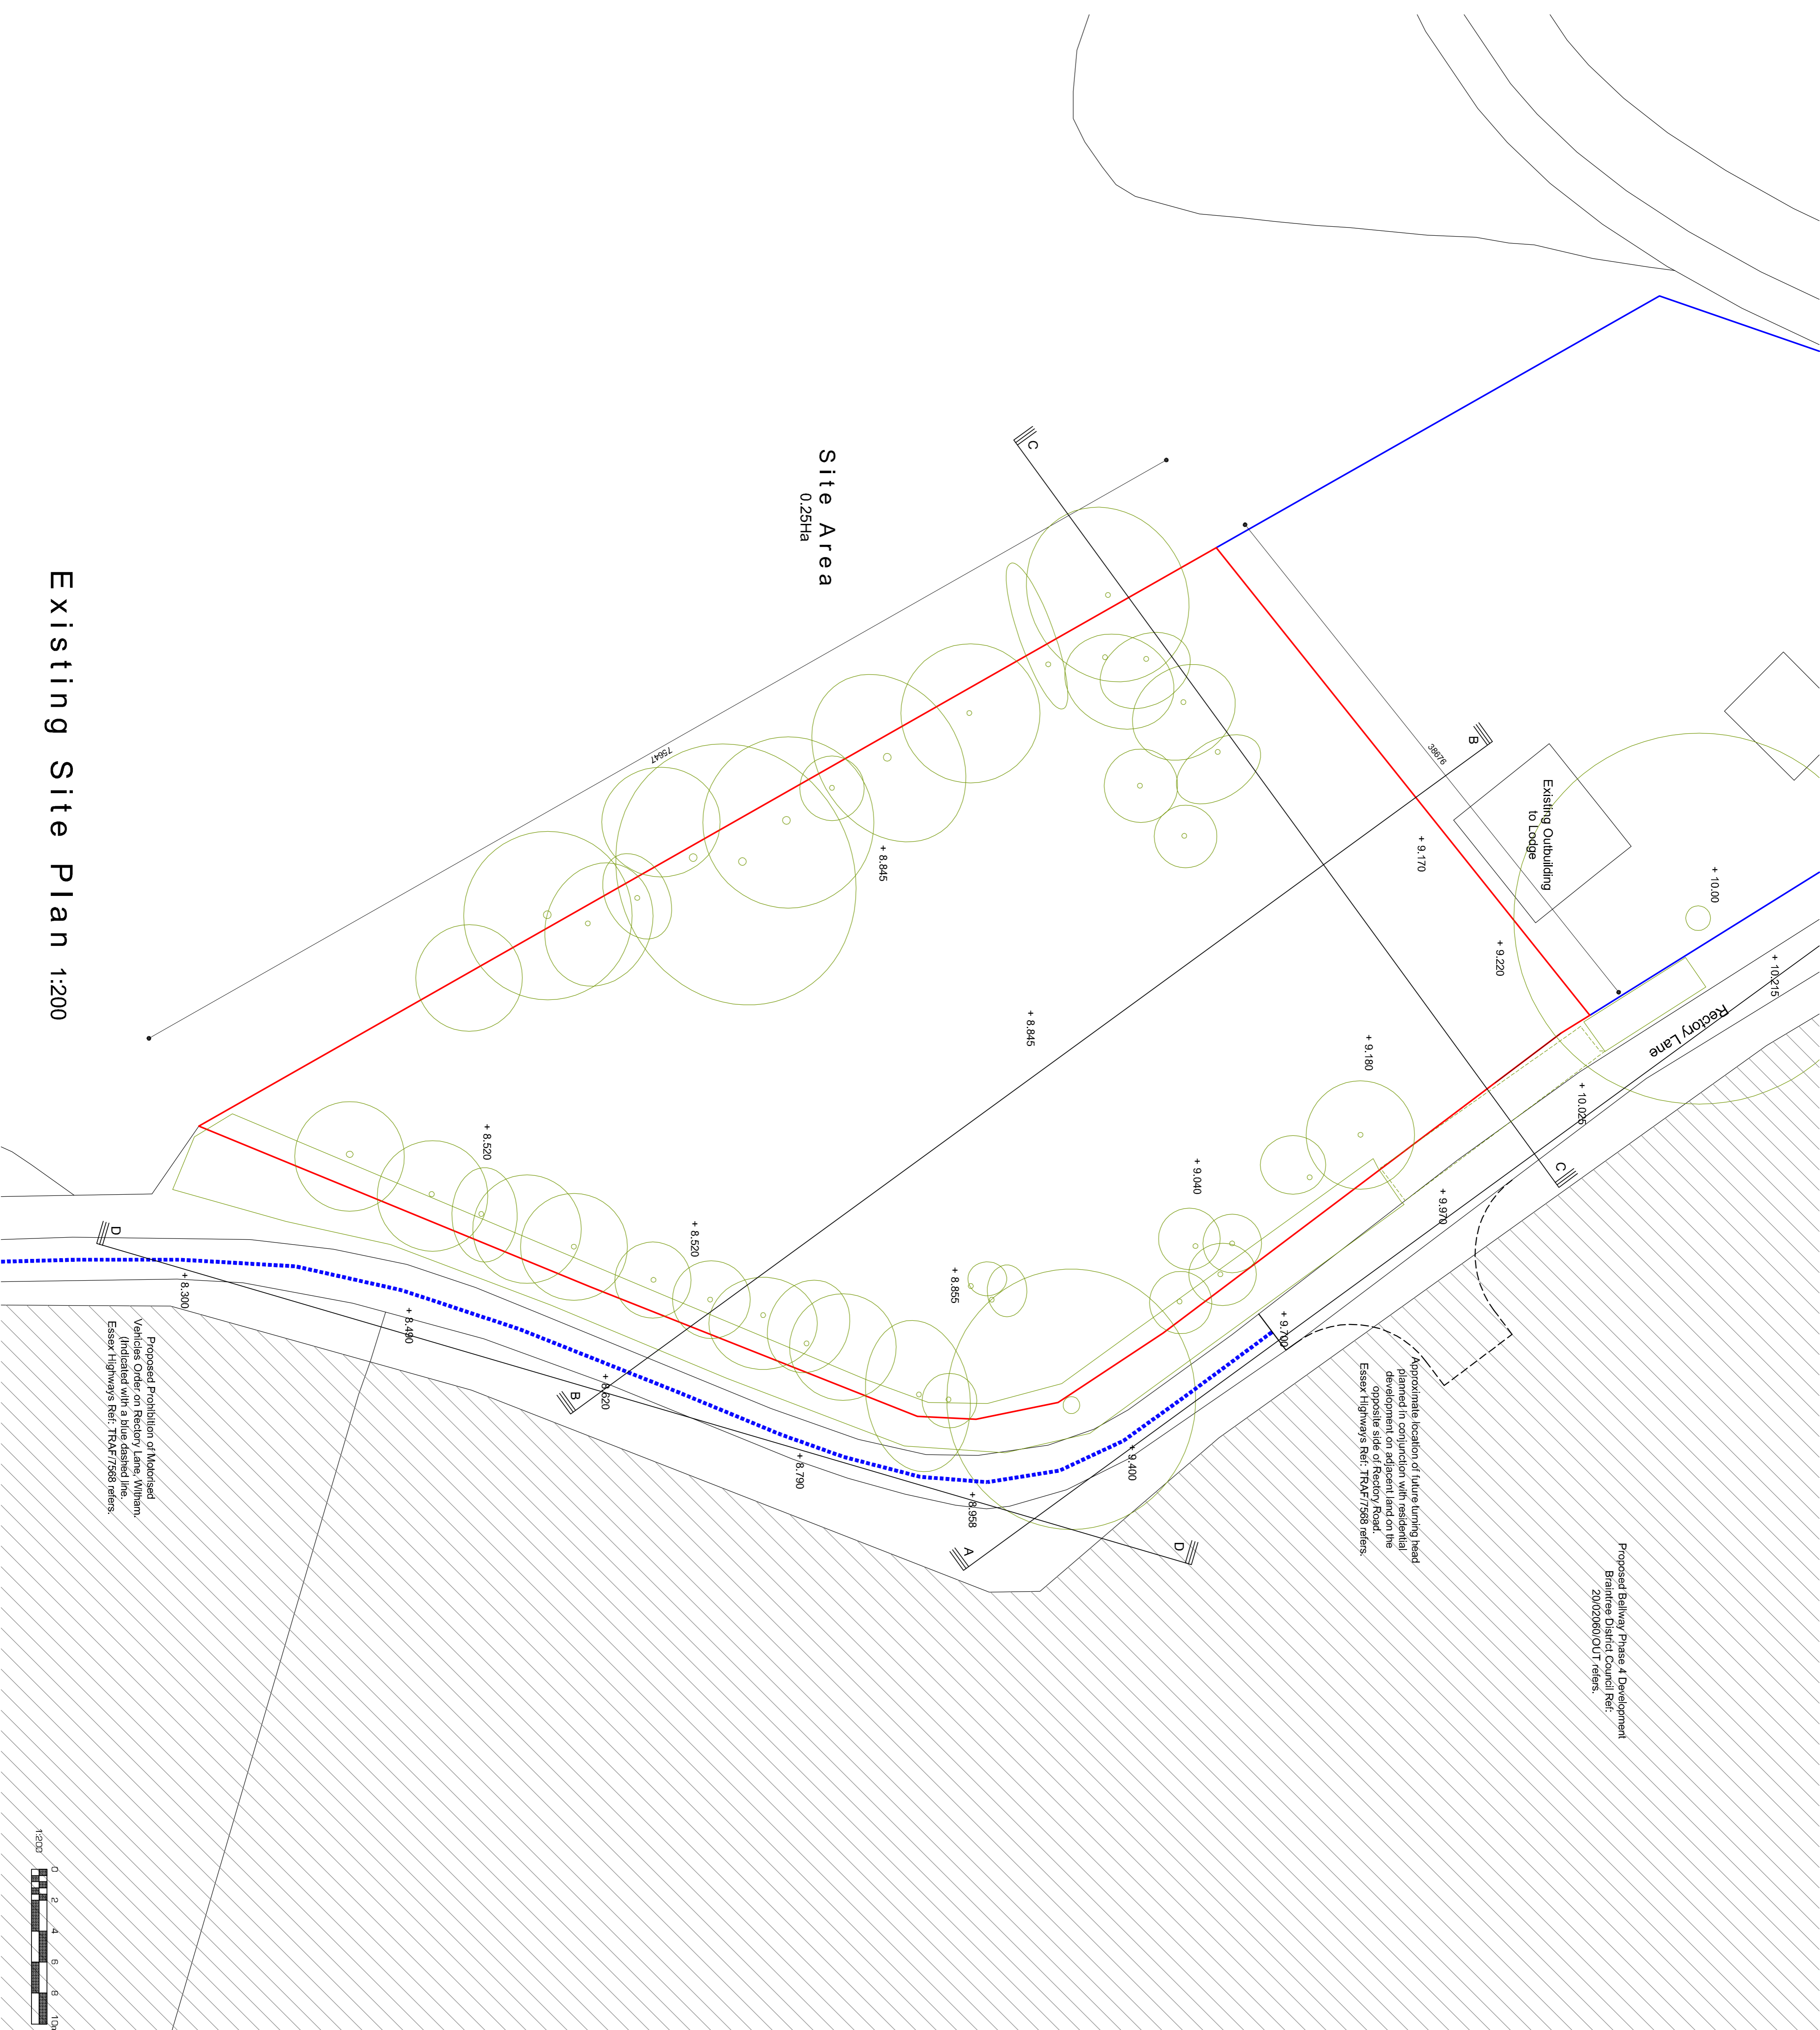 Existing Site Plan 1:200
Site Area
0.25Ha
75647
38676
Existing Outbuilding
to Lodge
Rectory Lane
+ 10.00
+ 10.215
+ 10.025
+ 9.970
+ 9.170
+ 9.220
+ 9.180
+ 9.040
+ 9.700
+ 9.400
+ 8.845
+ 8.845
+ 8.855
+ 8.520
+ 8.520
+ 8.958
+ 8.790
+ 8.620
+ 8.490
+ 8.300
A
B
B
C
C
D
D
Approximate location of future turning head
planned in conjunction with residential
development on adjacent land on the
opposite side of Rectory Road.
Essex Highways Ref: TRAF/7568 refers.
Proposed Bellway Phase 4 Development
Braintree District Council Ref:
20/02060/OUT refers.
Proposed Prohibition of Motorised
Vehicles Order on Rectory Lane, Witham.
(Indicated with a blue dashed line.
Essex Highways Ref: TRAF/7568 refers.
1:200
0 2 4 6 8 10m